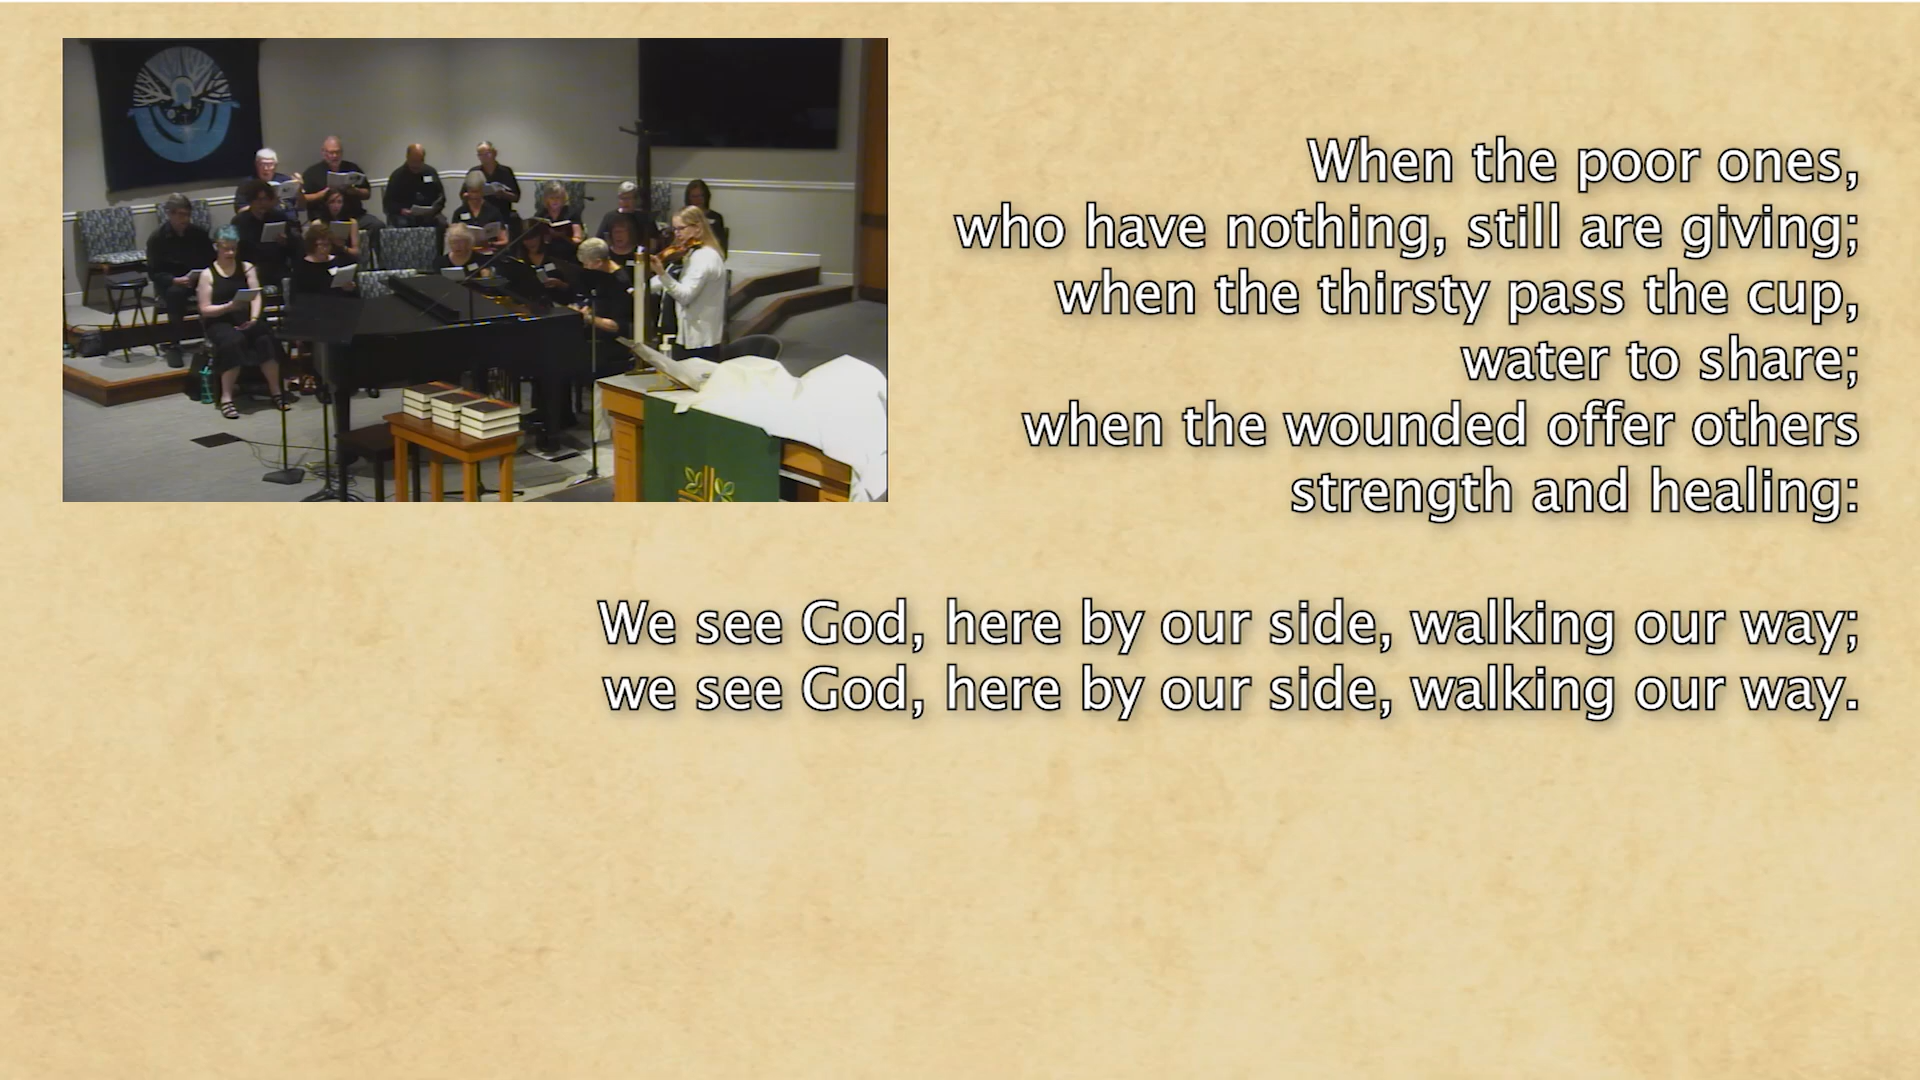 When the poor ones,
who have nothing, still are giving;
when the thirsty pass the cup,
water to share;
when the wounded offer others
strength and healing:
We see God, here by our side, walking our way;
we see God, here by our side, walking our way.